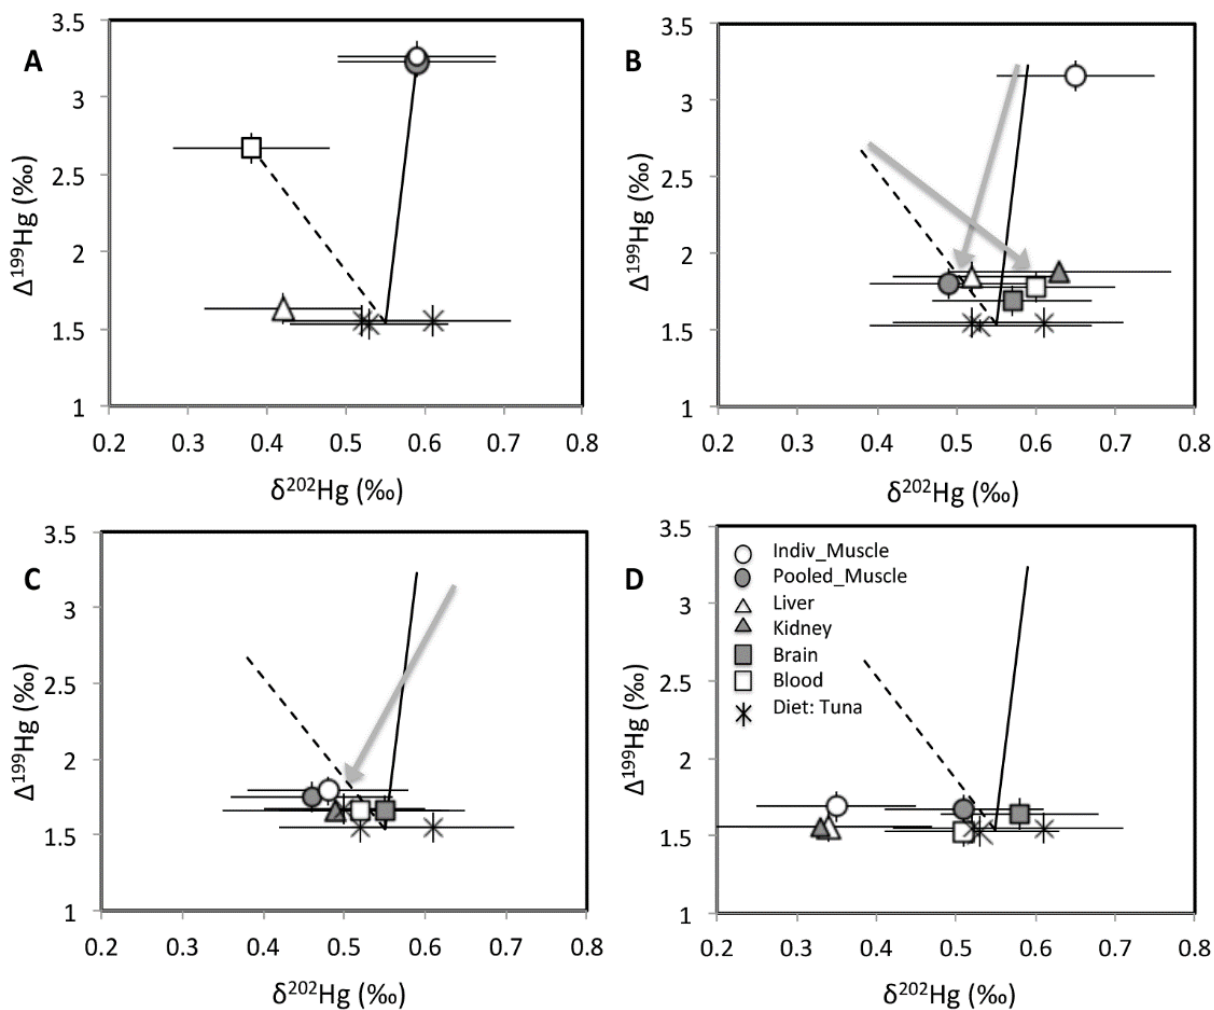 A
3.5
3
2.5
2
1.5
1
Δ¹⁹⁹Hg (‰)
0.2 0.3 0.4 0.5 0.6 0.7 0.8
δ²⁰²Hg (‰)
B
3.5
3
2.5
2
1.5
1
Δ¹⁹⁹Hg (‰)
0.2 0.3 0.4 0.5 0.6 0.7 0.8
δ²⁰²Hg (‰)
C
3.5
3
2.5
2
1.5
1
Δ¹⁹⁹Hg (‰)
0.2 0.3 0.4 0.5 0.6 0.7 0.8
δ²⁰²Hg (‰)
D
3.5
3
2.5
2
1.5
1
Δ¹⁹⁹Hg (‰)
Indiv_Muscle
Pooled_Muscle
Liver
Kidney
Brain
Blood
Diet: Tuna
0.2 0.3 0.4 0.5 0.6 0.7 0.8
δ²⁰²Hg (‰)